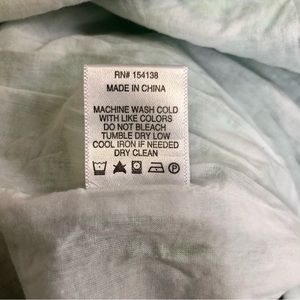 RN# 154138
MADE IN CHINA
MACHINE WASH COLD
WITH LIKE COLORS
DO NOT BLEACH
TUMBLE DRY LOW
COOL IRON IF NEEDED
DRY CLEAN